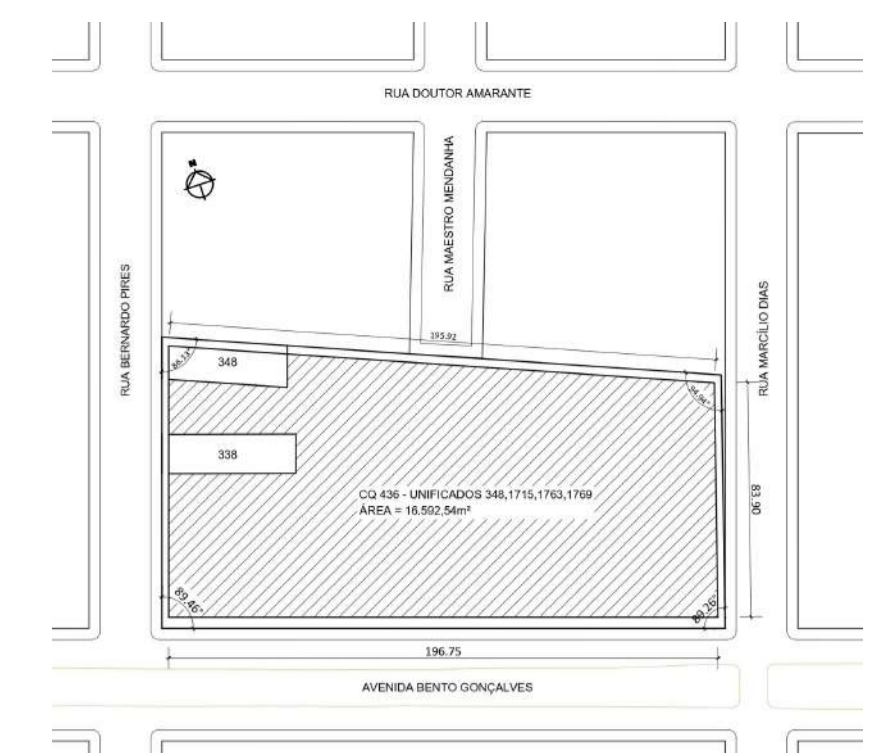 RUA DOUTOR AMARANTE
N
RUA MAESTRO MENDANHA
RUA BERNARDO PIRES
RUA MARCÍLIO DIAS
195.92
348
94.94°
338
CQ 436 - UNIFICADOS 348,1715,1763,1769
ÁREA = 16.592,54m²
83.90
89.46°
89.26°
196.75
AVENIDA BENTO GONÇALVES